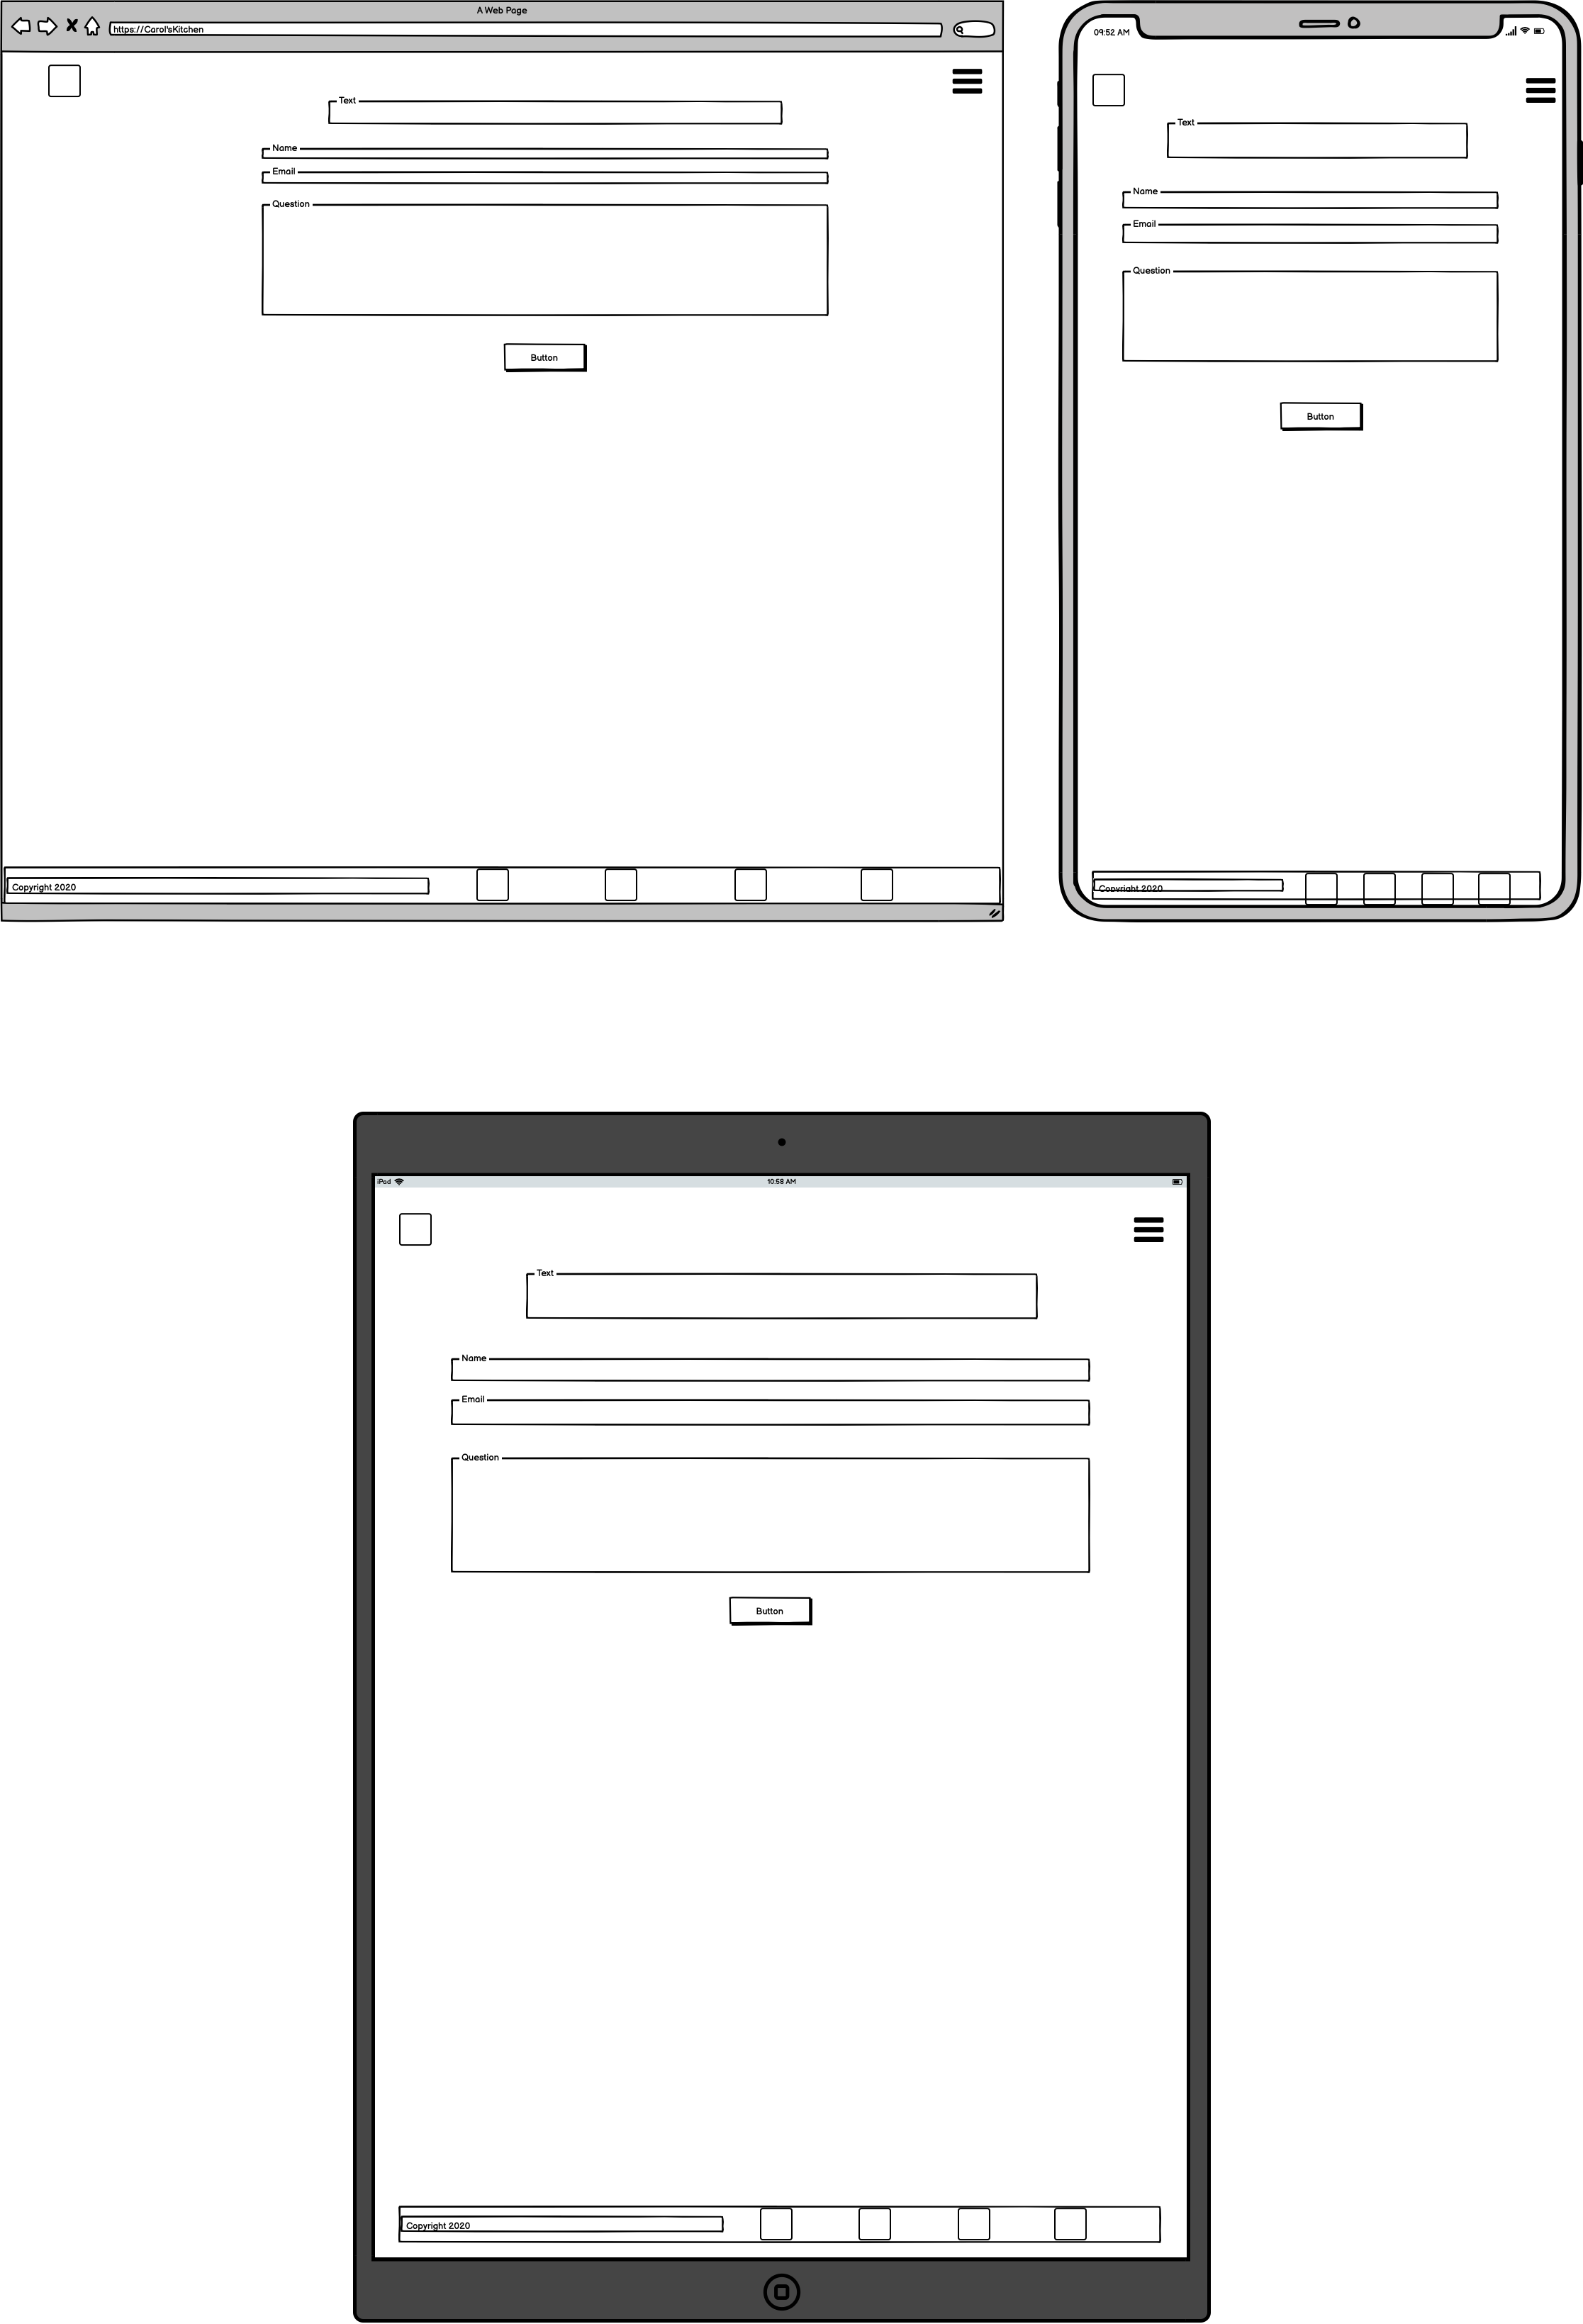 A Web Page
https://Carol'sKitchen
Text
Name
Email
Question
Button
Copyright 2020
09:52 AM
Text
Name
Email
Question
Button
Copyright 2020
iPad
10:58 AM
Text
Name
Email
Question
Button
Copyright 2020